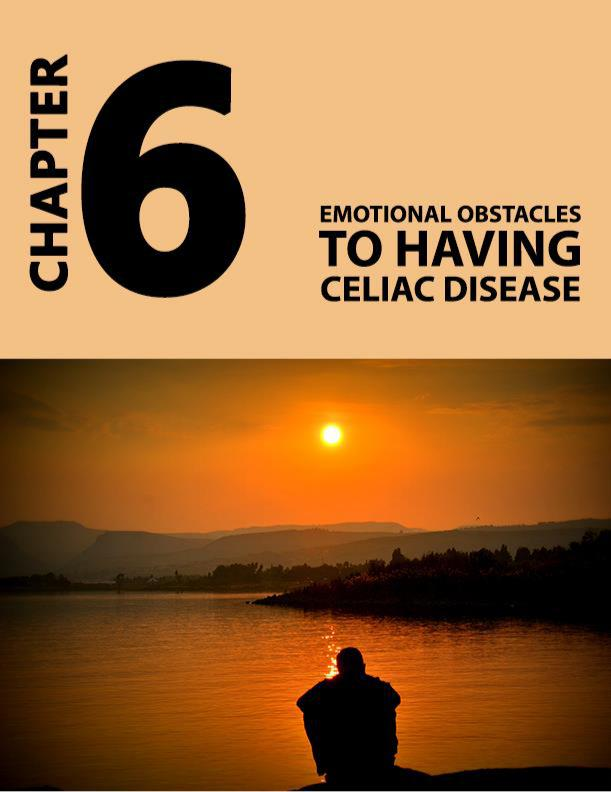 CHAPTER
6
EMOTIONAL OBSTACLES
TO HAVING
CELIAC DISEASE